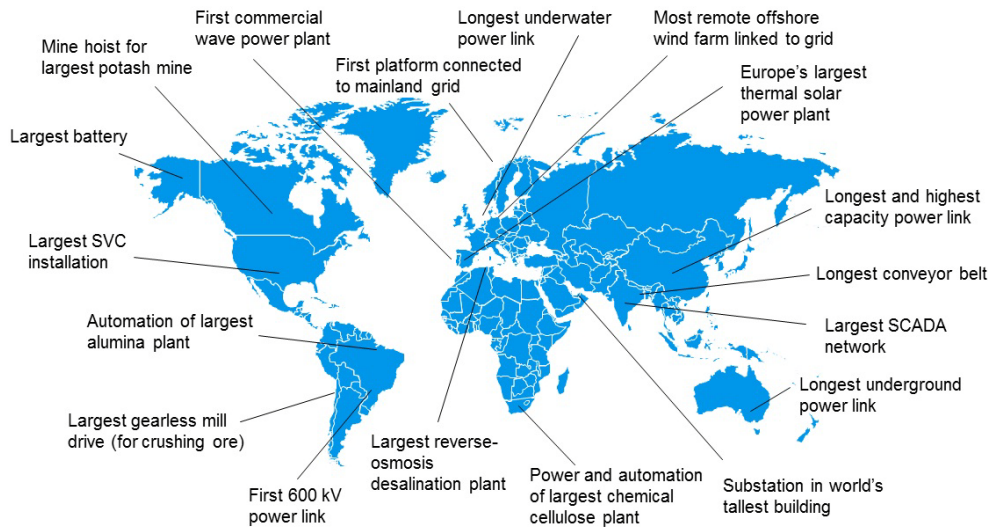 First commercial
wave power plant
Longest underwater
power link
Most remote offshore
wind farm linked to grid
Mine hoist for
largest potash mine
First platform connected
to mainland grid
Europe's largest
thermal solar
power plant
Largest battery
Longest and highest
capacity power link
Largest SVC
installation
Longest conveyor belt
Automation of largest
alumina plant
Largest SCADA
network
Longest underground
power link
Largest gearless mill
drive (for crushing ore)
Largest reverse-
osmosis
desalination plant
First 600 kV
power link
Power and automation
of largest chemical
cellulose plant
Substation in world's
tallest building